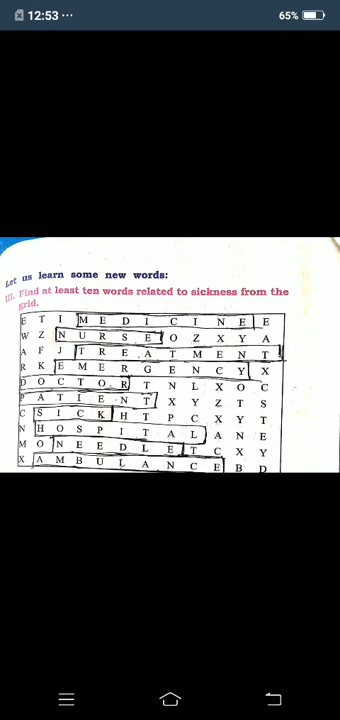 12:53 ...
65%
Let us learn some new words:
III. Find at least ten words related to sickness from the
grid.
E T I M E D I C I N E E
W Z N U R S E O Z X Y A
A F J T R E A T M E N T
R K E M E R G E N C Y X
D O C T O R T N L X O C
P A T I E N T X Y Z T S
C S I C K H T P C X Y T
N H O S P I T A L A N E
M O N E E D L E T C X Y
X A M B U L A N C E B D